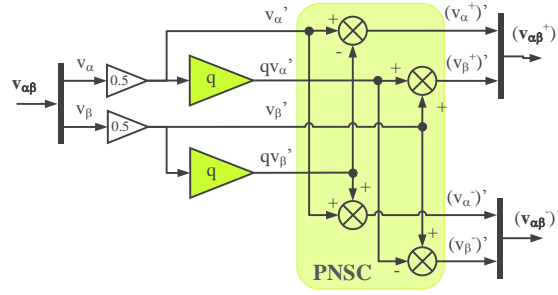 vα’ + (vα⁺)’
(vαβ⁺)’
-
vα 0.5 q qvα’ + (vβ⁺)’
vαβ
+
vβ 0.5 vβ’
q qvβ’ +
+ (vα⁻)’
(vαβ⁻)’
+
(vβ⁻)’
PNSC -